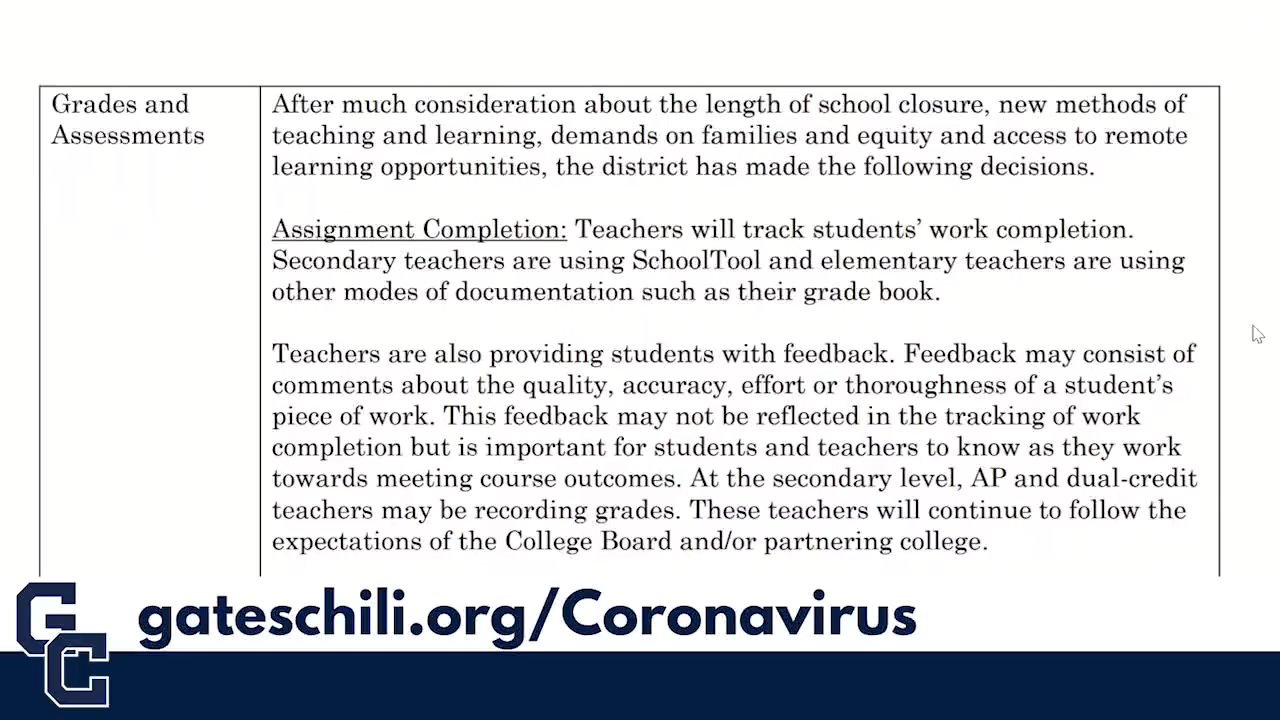 Grades and
Assessments
After much consideration about the length of school closure, new methods of
teaching and learning, demands on families and equity and access to remote
learning opportunities, the district has made the following decisions.
Assignment Completion: Teachers will track students’ work completion.
Secondary teachers are using SchoolTool and elementary teachers are using
other modes of documentation such as their grade book.
Teachers are also providing students with feedback. Feedback may consist of
comments about the quality, accuracy, effort or thoroughness of a student’s
piece of work. This feedback may not be reflected in the tracking of work
completion but is important for students and teachers to know as they work
towards meeting course outcomes. At the secondary level, AP and dual-credit
teachers may be recording grades. These teachers will continue to follow the
expectations of the College Board and/or partnering college.
GC
gateschili.org/Coronavirus